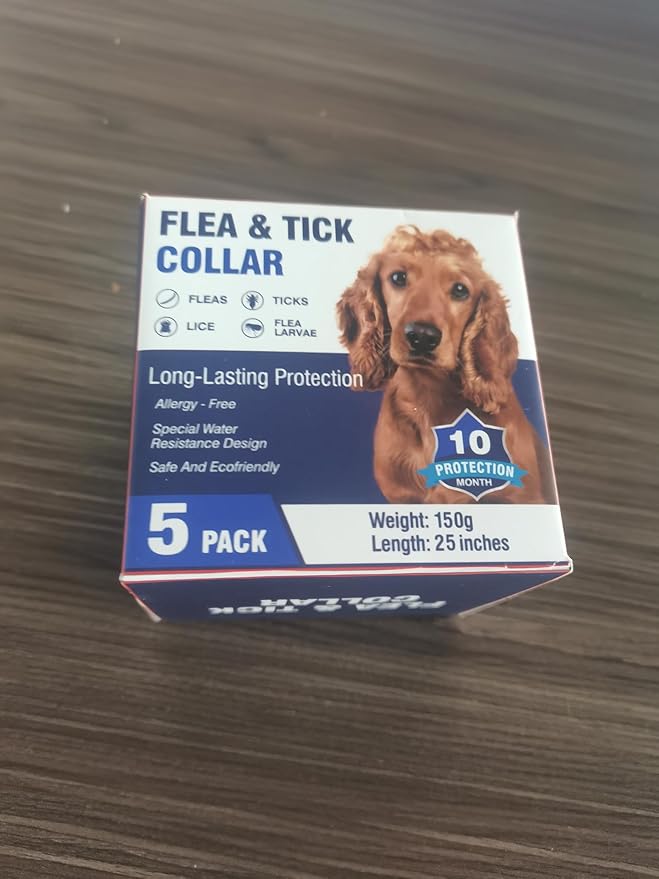 FLEA & TICK
COLLAR
FLEAS
TICKS
LICE
FLEA
LARVAE
Long-Lasting Protection
Allergy - Free
Special Water
Resistance Design
Safe And Ecofriendly
10
PROTECTION
MONTH
5 PACK
Weight: 150g
Length: 25 inches
FLEA & TICK
COLLAR